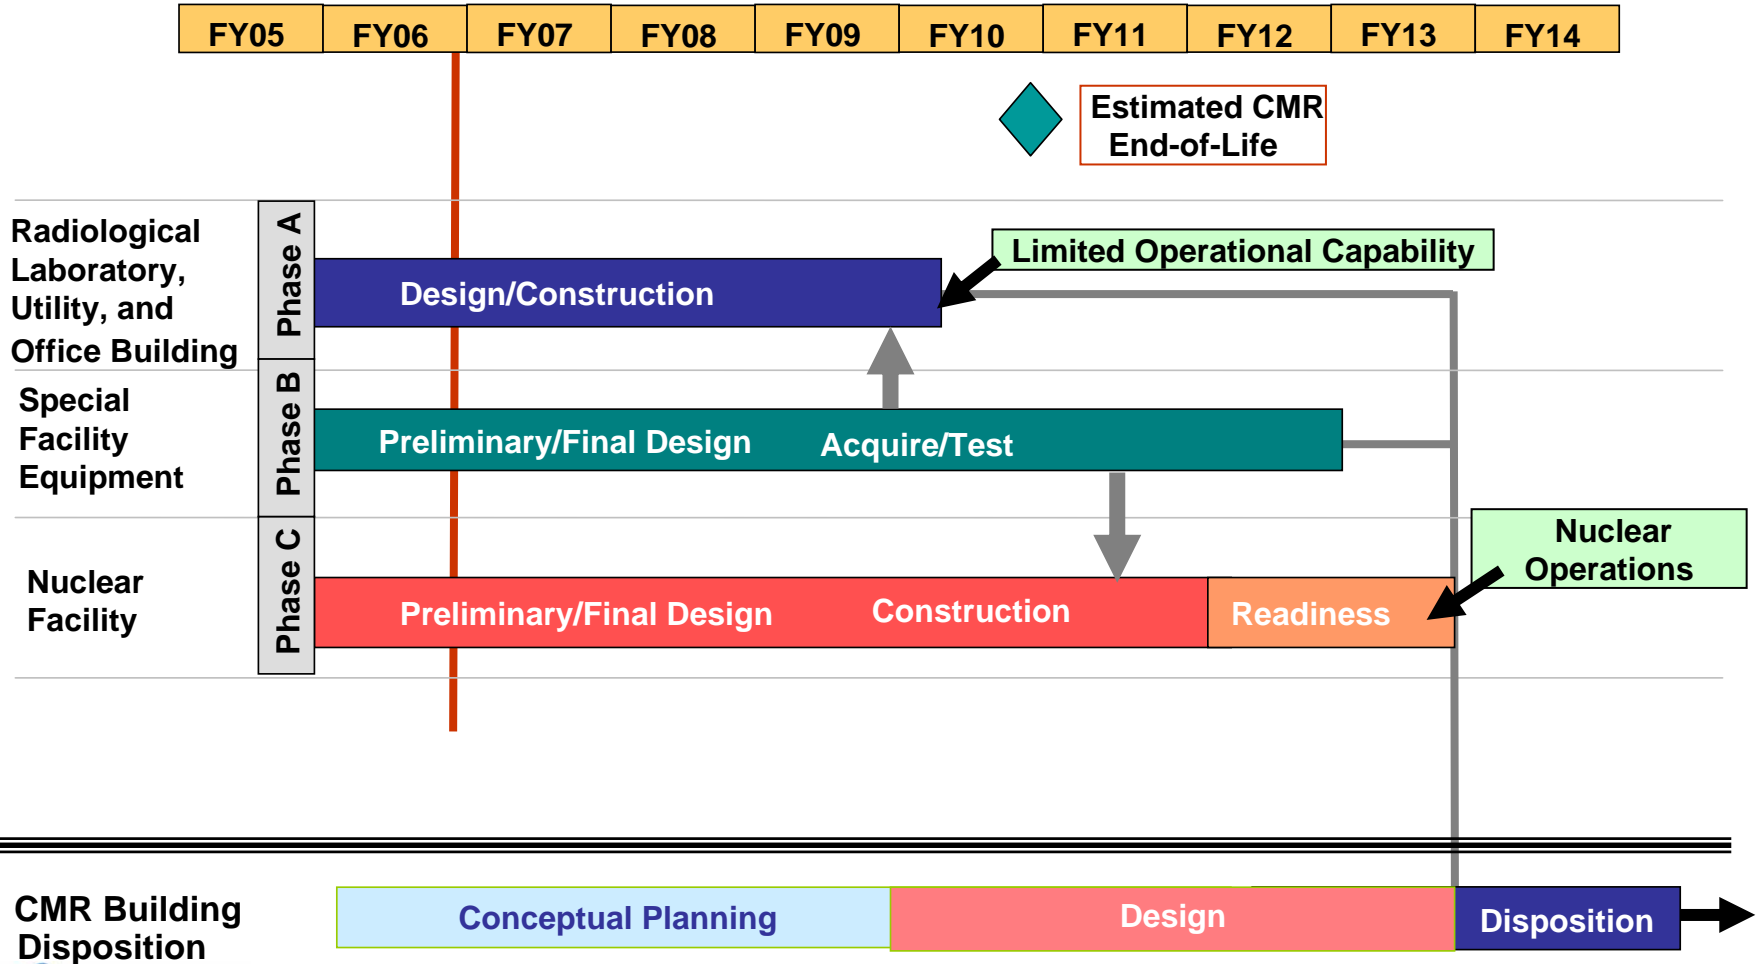 FY05 FY06 FY07 FY08 FY09 FY10 FY11 FY12 FY13 FY14
Estimated CMR
End-of-Life
Radiological
Laboratory,
Utility, and
Office Building
Phase A
Design/Construction
Limited Operational Capability
Special
Facility
Equipment
Phase B
Preliminary/Final Design
Acquire/Test
Nuclear
Facility
Phase C
Preliminary/Final Design
Construction
Readiness
Nuclear
Operations
CMR Building
Disposition
Conceptual Planning
Design
Disposition